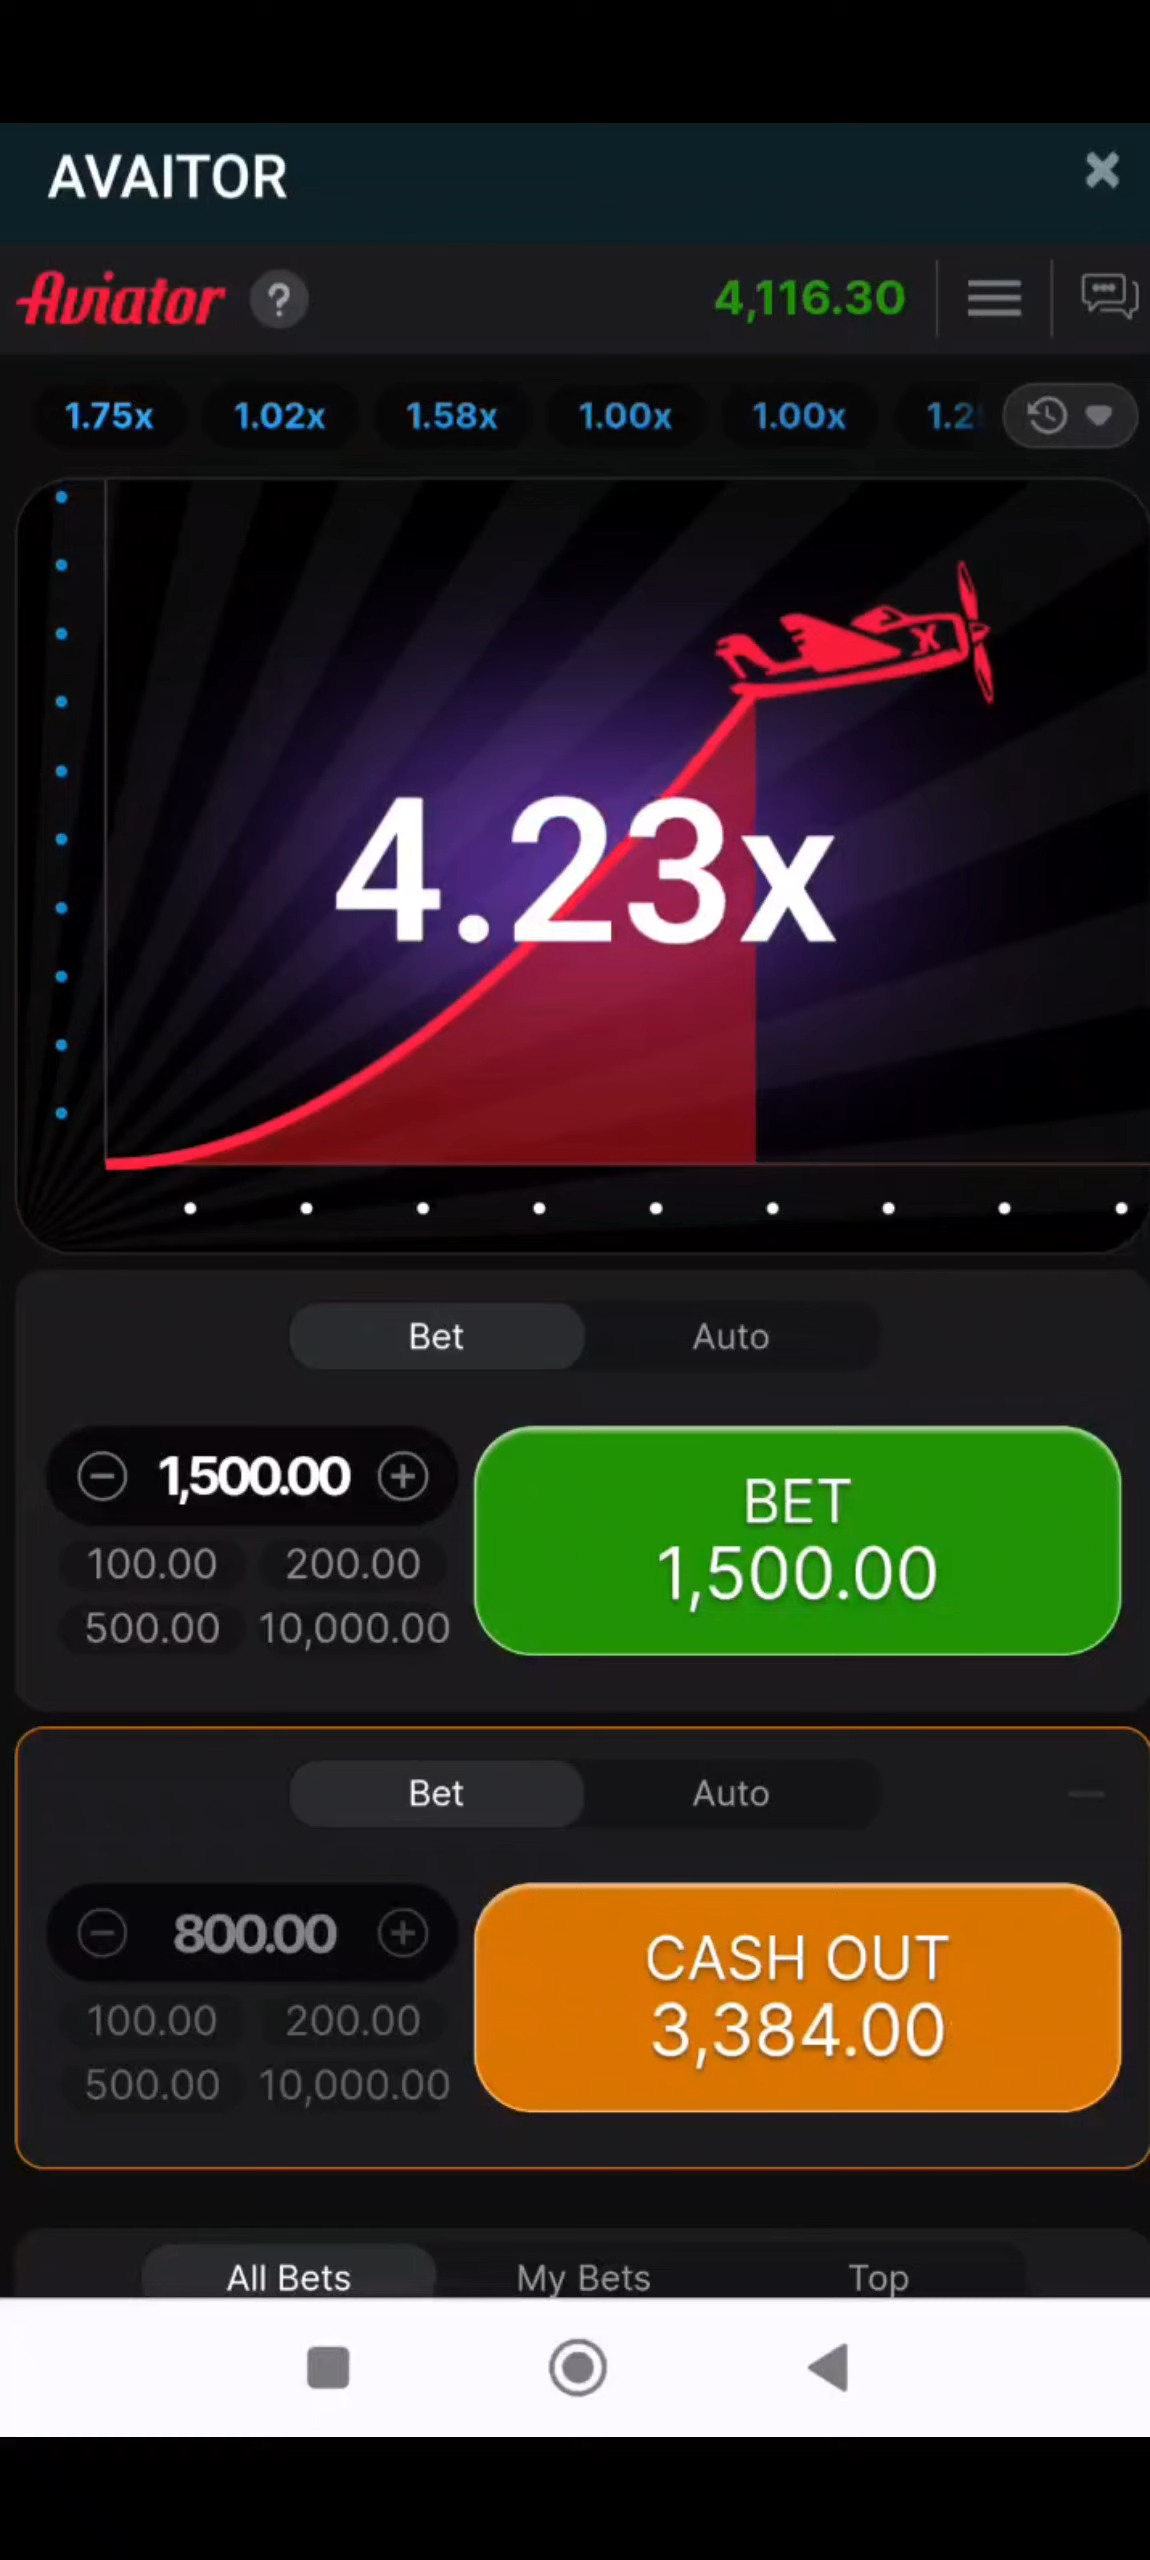 AVAITOR
Aviator ? 4,116.30
1.75x 1.02x 1.58x 1.00x 1.00x
4.23x
Bet Auto
1,500.00
100.00 200.00
500.00 10,000.00
BET
1,500.00
Bet Auto
800.00
100.00 200.00
500.00 10,000.00
CASH OUT
3,384.00
All Bets My Bets Top